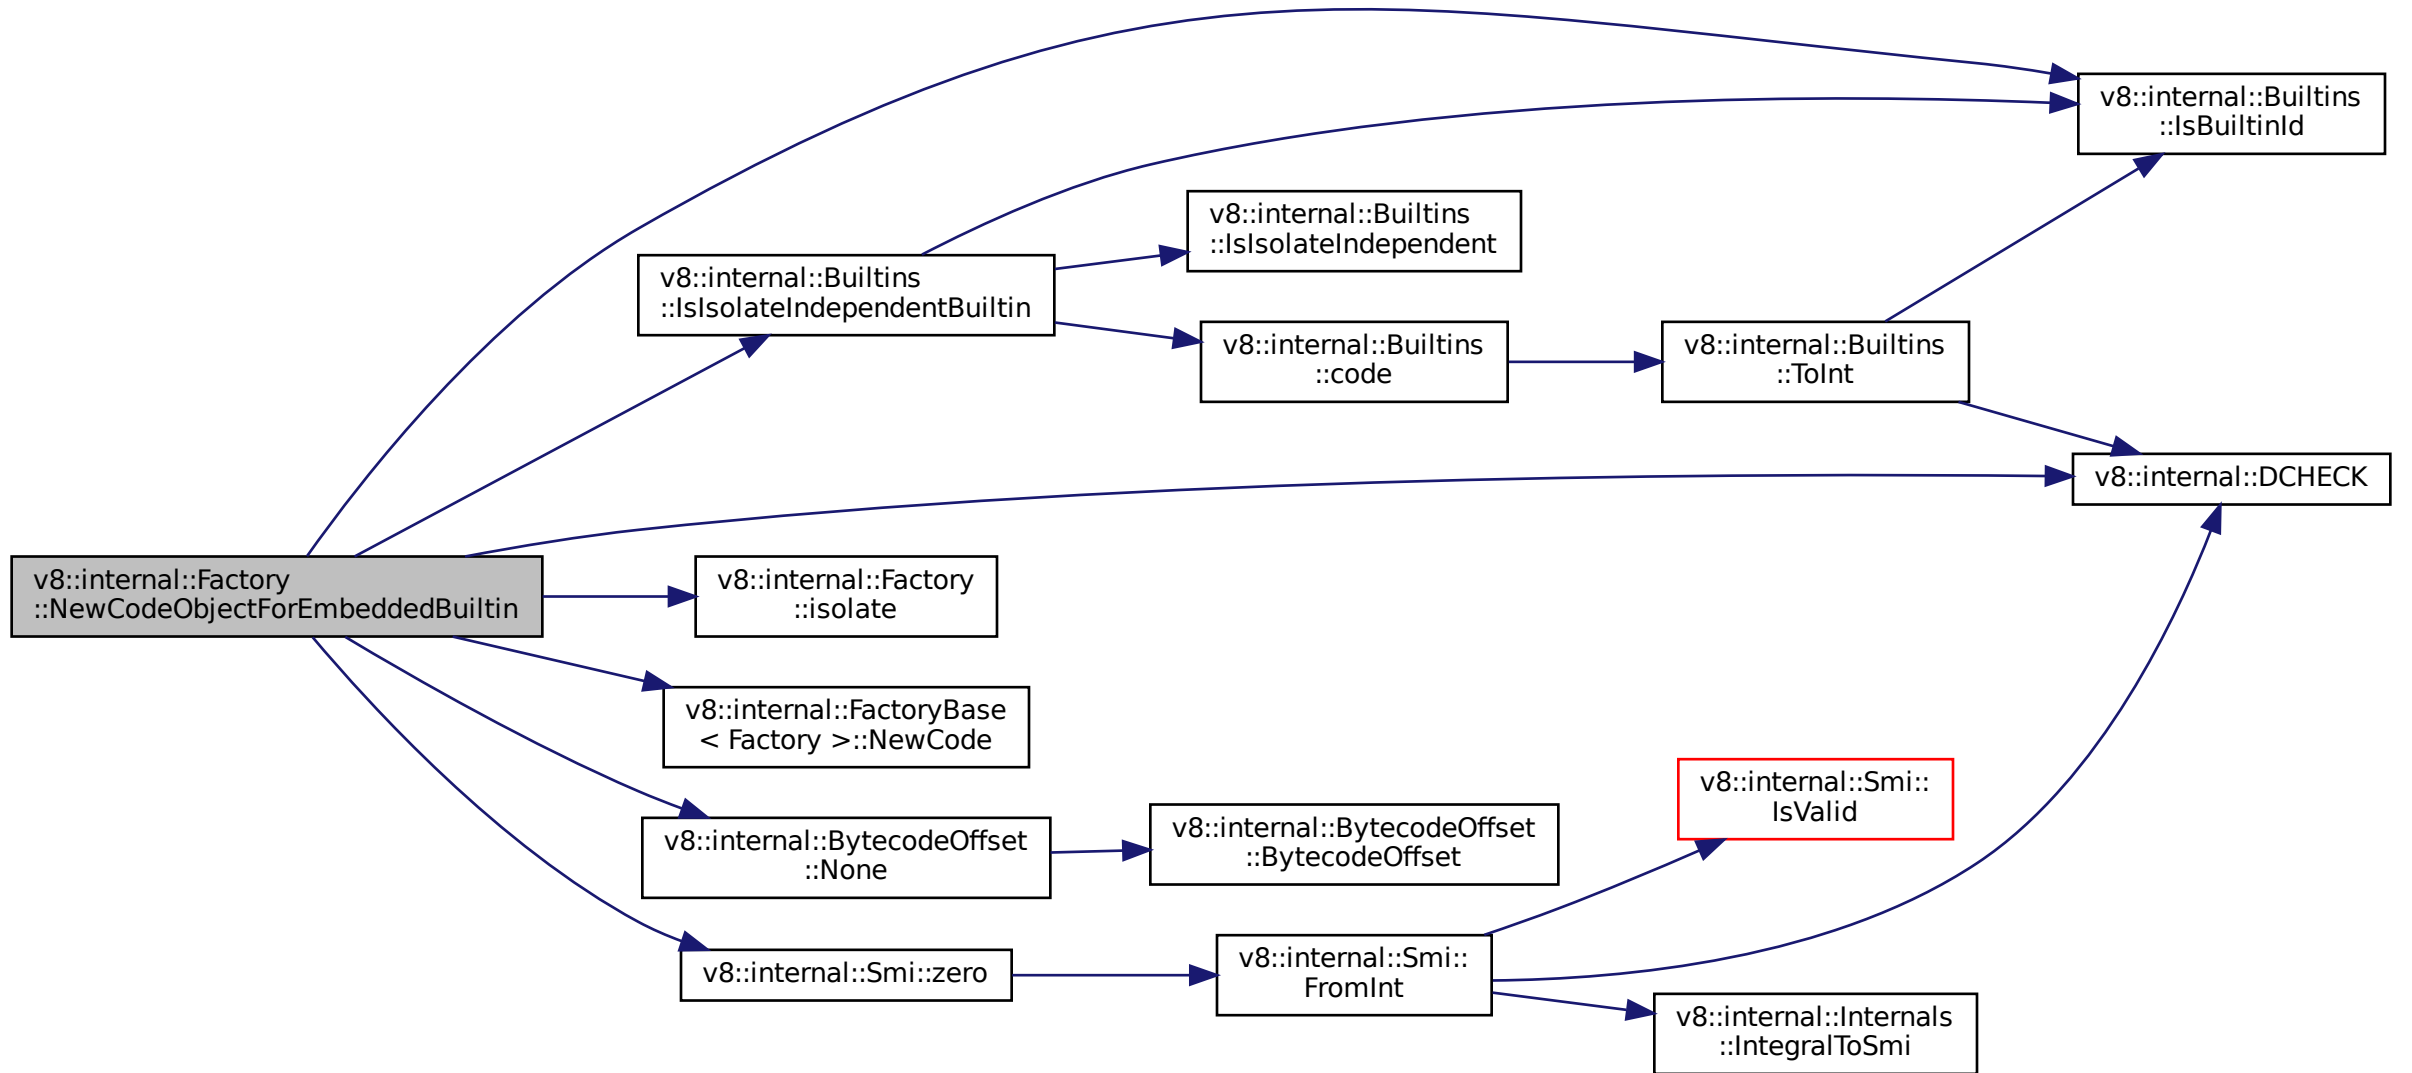 v8::internal::Builtins
::IsBuiltinId
v8::internal::Builtins
::IsIsolateIndependent
v8::internal::Builtins
::IsIsolateIndependentBuiltin
v8::internal::Builtins
::code
v8::internal::Builtins
::ToInt
v8::internal::DCHECK
v8::internal::Factory
::NewCodeObjectForEmbeddedBuiltin
v8::internal::Factory
::isolate
v8::internal::FactoryBase
< Factory >::NewCode
v8::internal::Smi::
IsValid
v8::internal::BytecodeOffset
::None
v8::internal::BytecodeOffset
::BytecodeOffset
v8::internal::Smi::zero
v8::internal::Smi::
FromInt
v8::internal::Internals
::IntegralToSmi